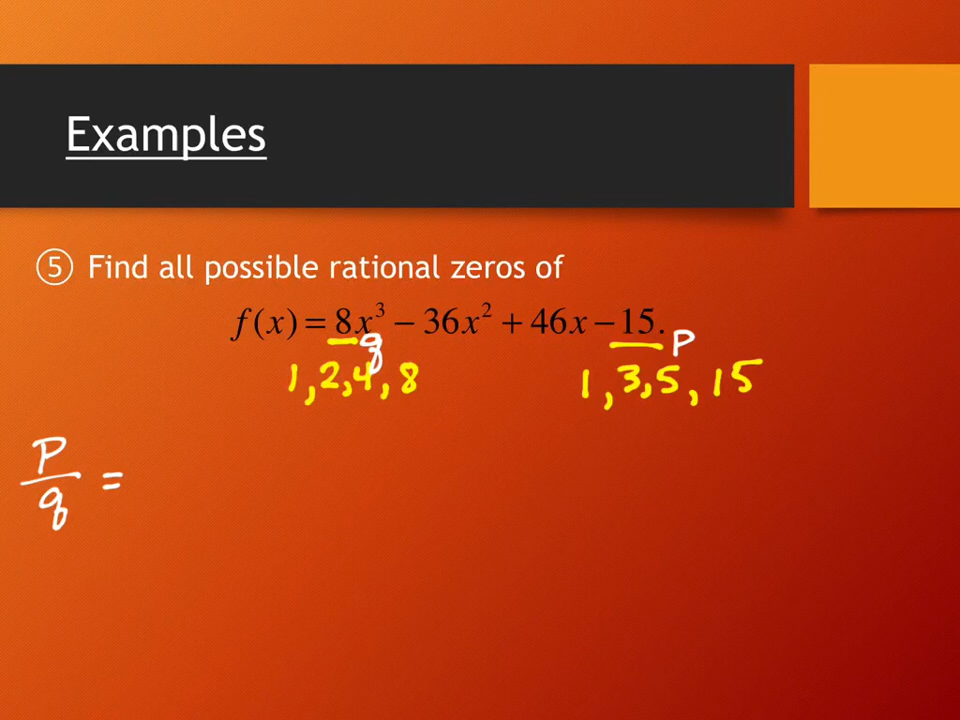 Examples
⑤ Find all possible rational zeros of
f(x) = 8x³ − 36x² + 46x − 15.
q p
1, 2, 4, 8 1, 3, 5, 15
p/q =